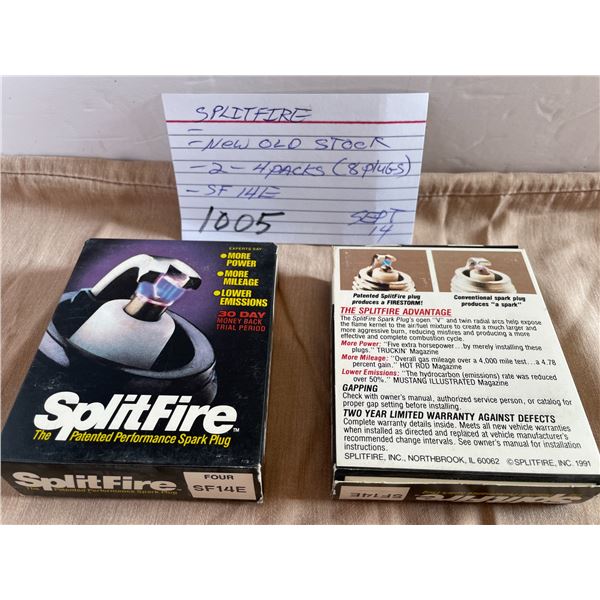 SPLITFIRE
-
- NEW OLD STOCK
- 2 - 4 PACKS (8 PLUGS)
- SF 14E
1005 SEPT 14
EXPERTS SAY
• MORE POWER
• MORE MILEAGE
• LOWER EMISSIONS
30 DAY
MONEY BACK
TRIAL PERIOD
SplitFire™
The Patented Performance Spark Plug
SplitFire
The Patented Performance Spark Plug
FOUR
SF14E
Patented SplitFire plug
produces a FIRESTORM!
Conventional spark plug
produces "a spark"
THE SPLITFIRE ADVANTAGE
The SplitFire Spark Plug's open "V" and twin radial arcs help expose
the flame kernel to the air/fuel mixture to create a much larger and
more aggressive burn, reducing misfires and producing a more
effective and complete combustion cycle.
More Power: "Five extra horsepower...by merely installing these
plugs." TRUCKIN' Magazine
More Mileage: "Overall gas mileage over a 4,000 mile test...a 4.78
percent gain." HOT ROD Magazine
Lower Emissions: "The hydrocarbon (emissions) rate was reduced
over 50%." MUSTANG ILLUSTRATED Magazine
GAPPING
Check with owner's manual, authorized service person, or catalog for
proper gap setting before installing.
TWO YEAR LIMITED WARRANTY AGAINST DEFECTS
Complete warranty details inside. Meets all new vehicle warranties
when installed as directed and replaced at vehicle manufacturer's
recommended change intervals. See owner's manual for installation.
SPLITFIRE, INC., NORTHBROOK, IL 60062 ©SPLITFIRE, INC. 1991
SF14E
SplitFire